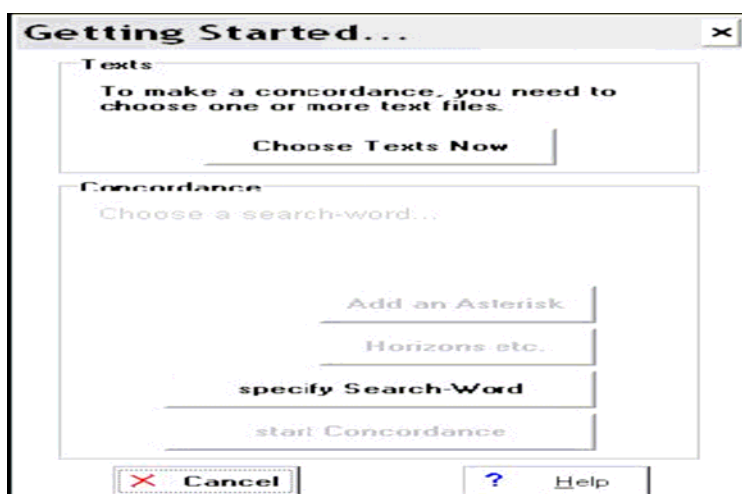 Getting Started...
Texts
To make a concordance, you need to
choose one or more text files.
Choose Texts Now
Concordance
Choose a search-word...
Add an Asterisk
Horizons etc.
specify Search-Word
start Concordance
Cancel
? Help